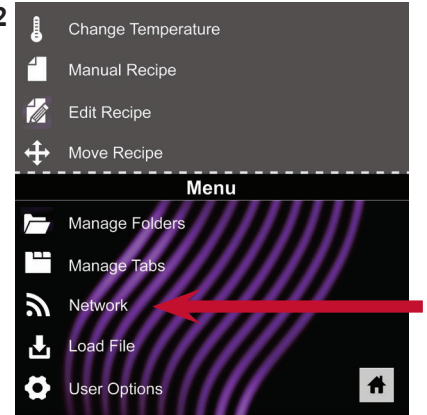 2
Change Temperature
Manual Recipe
Edit Recipe
Move Recipe
Menu
Manage Folders
Manage Tabs
Network
Load File
User Options